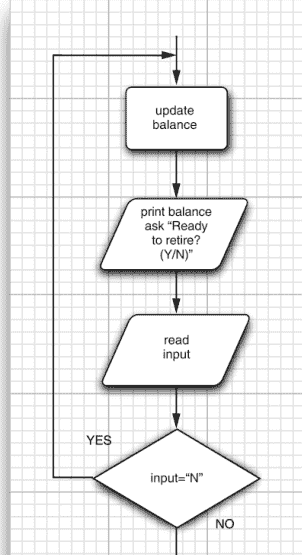 update
balance
print balance
ask “Ready
to retire?
(Y/N)”
read
input
YES
input=“N”
NO